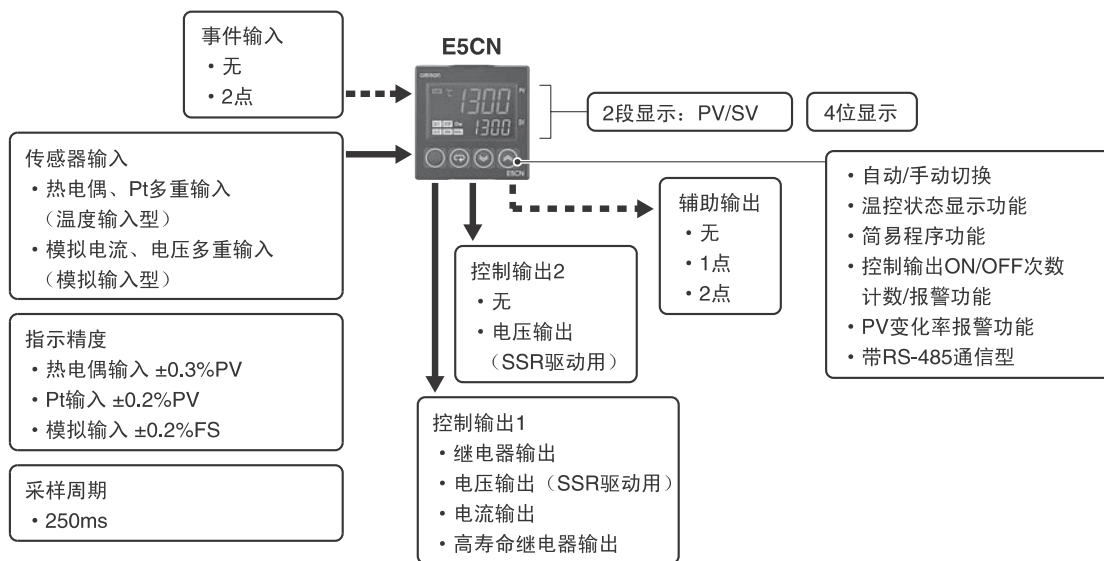 事件输入
・无
・2点
E5CN
omron
1300
PV
1300
SV
E5CN
2段显示：PV/SV
4位显示
传感器输入
・热电偶、Pt多重输入
（温度输入型）
・模拟电流、电压多重输入
（模拟输入型）
指示精度
・热电偶输入 ±0.3%PV
・Pt输入 ±0.2%PV
・模拟输入 ±0.2%FS
采样周期
・250ms
控制输出2
・无
・电压输出
（SSR驱动用）
控制输出1
・继电器输出
・电压输出（SSR驱动用）
・电流输出
・高寿命继电器输出
辅助输出
・无
・1点
・2点
・自动/手动切换
・温控状态显示功能
・简易程序功能
・控制输出ON/OFF次数
计数/报警功能
・PV变化率报警功能
・带RS-485通信型